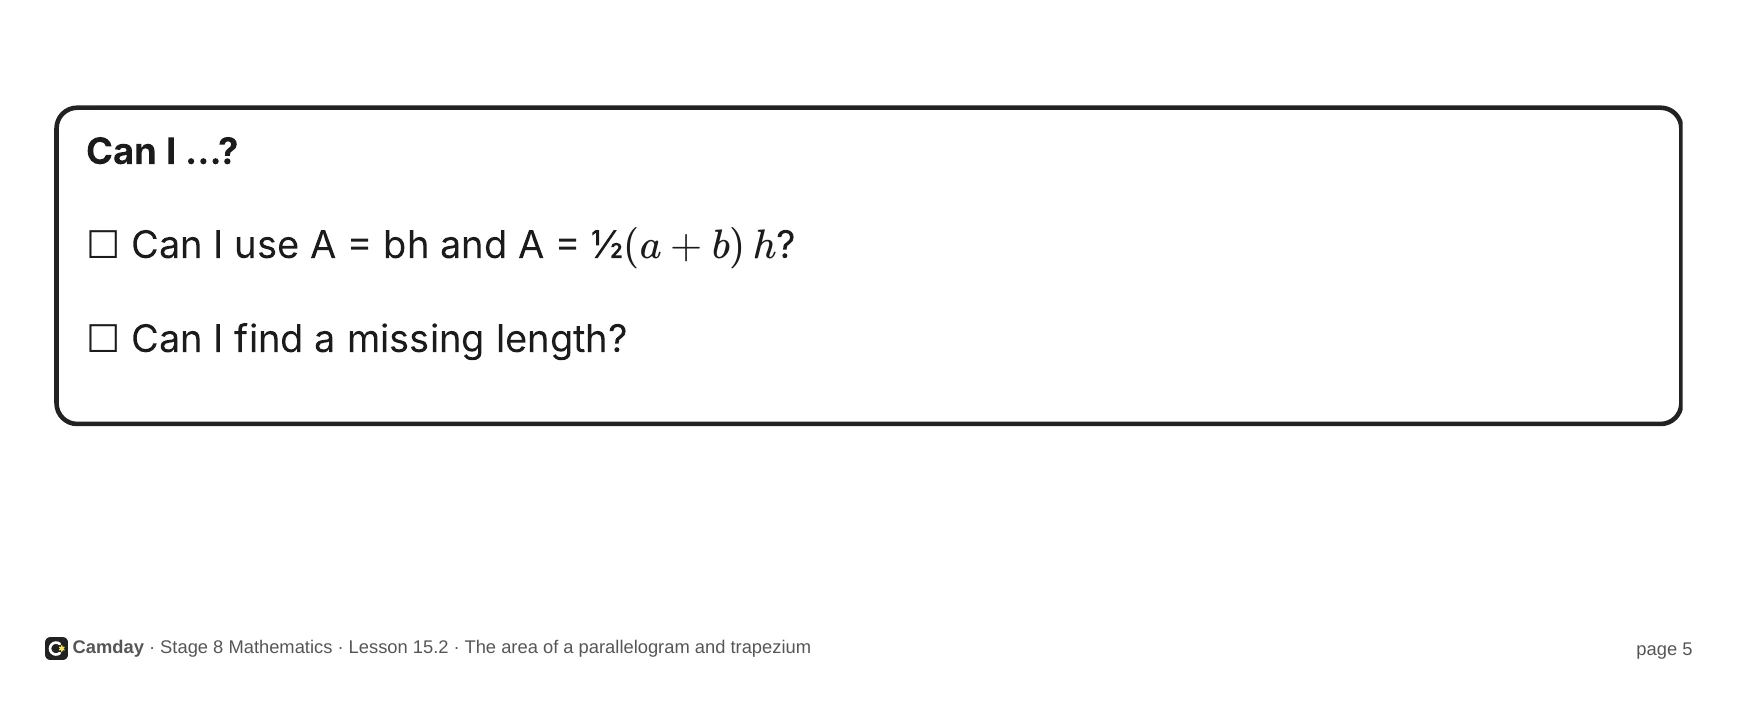 Can I …?
☐ Can I use A = bh and A = ½(a + b) h?
☐ Can I find a missing length?
Camday · Stage 8 Mathematics · Lesson 15.2 · The area of a parallelogram and trapezium
page 5